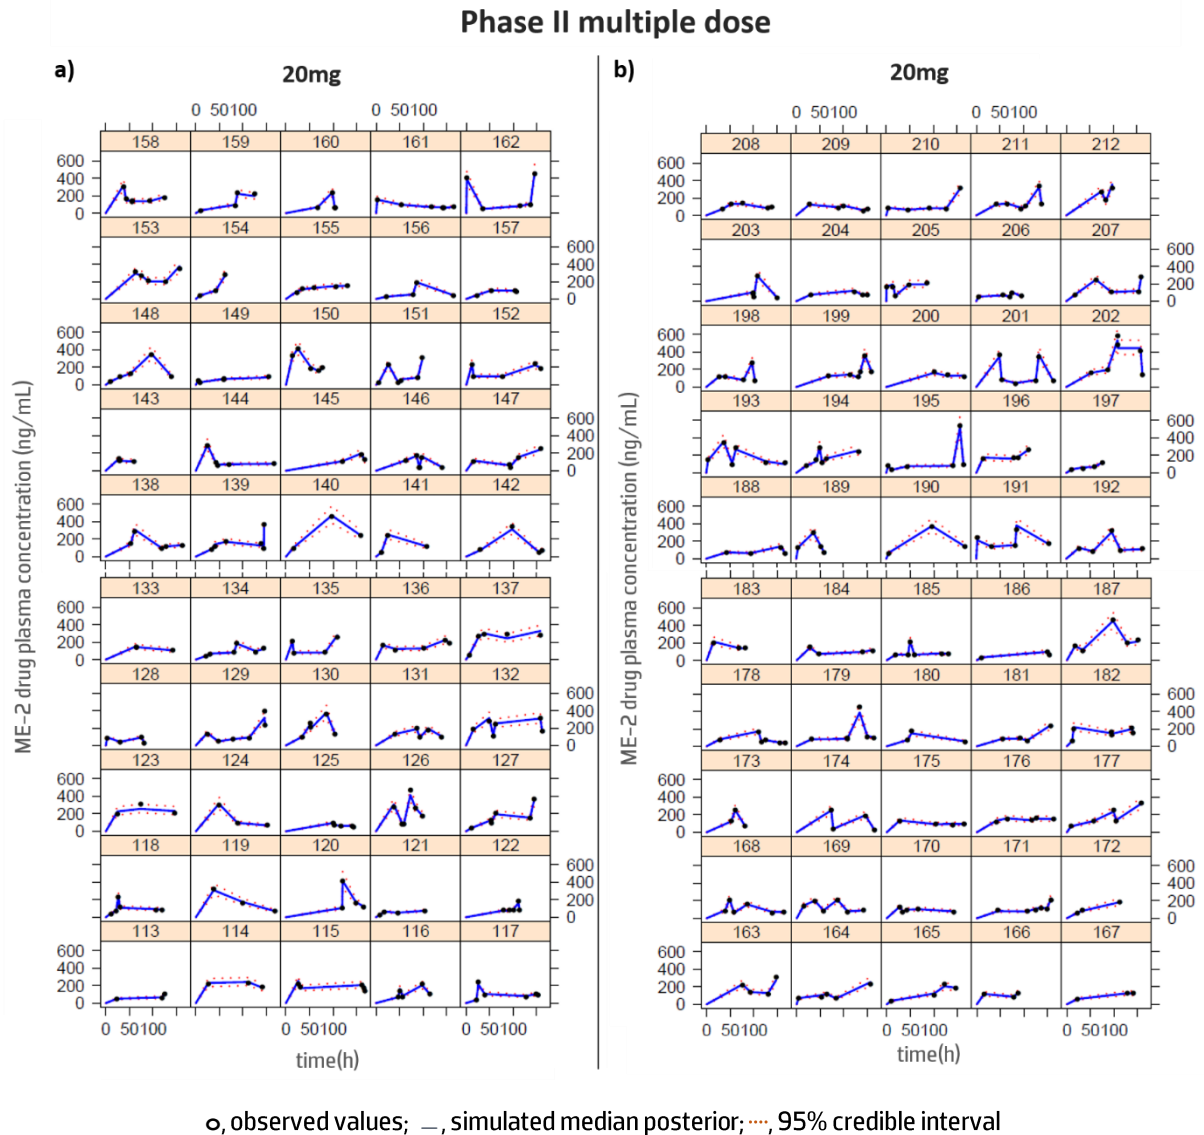 Phase II multiple dose
a)
20mg
0 50100 0 50100
158 159 160 161 162
600
400
200
0
153 154 155 156 157
600
400
200
0
148 149 150 151 152
600
400
200
0
143 144 145 146 147
600
400
200
0
138 139 140 141 142
600
400
200
0
133 134 135 136 137
600
400
200
0
128 129 130 131 132
600
400
200
0
123 124 125 126 127
600
400
200
0
118 119 120 121 122
600
400
200
0
113 114 115 116 117
600
400
200
0
0 50100 0 50100 0 50100
time(h)
ME-2 drug plasma concentration (ng/mL)
b)
20mg
0 50100 0 50100
208 209 210 211 212
600
400
200
0
203 204 205 206 207
600
400
200
0
198 199 200 201 202
600
400
200
0
193 194 195 196 197
600
400
200
0
188 189 190 191 192
600
400
200
0
183 184 185 186 187
600
400
200
0
178 179 180 181 182
600
400
200
0
173 174 175 176 177
600
400
200
0
168 169 170 171 172
600
400
200
0
163 164 165 166 167
600
400
200
0
0 50100 0 50100 0 50100
time(h)
ME-2 drug plasma concentration (ng/mL)
o, observed values; –, simulated median posterior; ····, 95% credible interval